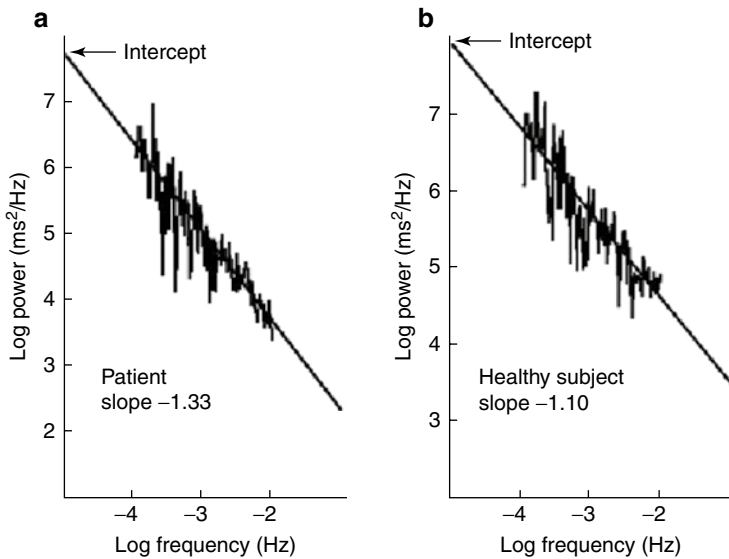 a
Intercept
7
6
5
4
3
2
Log power (ms²/Hz)
Patient
slope −1.33
−4
−3
−2
Log frequency (Hz)
b
Intercept
7
6
5
4
3
Log power (ms²/Hz)
Healthy subject
slope −1.10
−4
−3
−2
Log frequency (Hz)